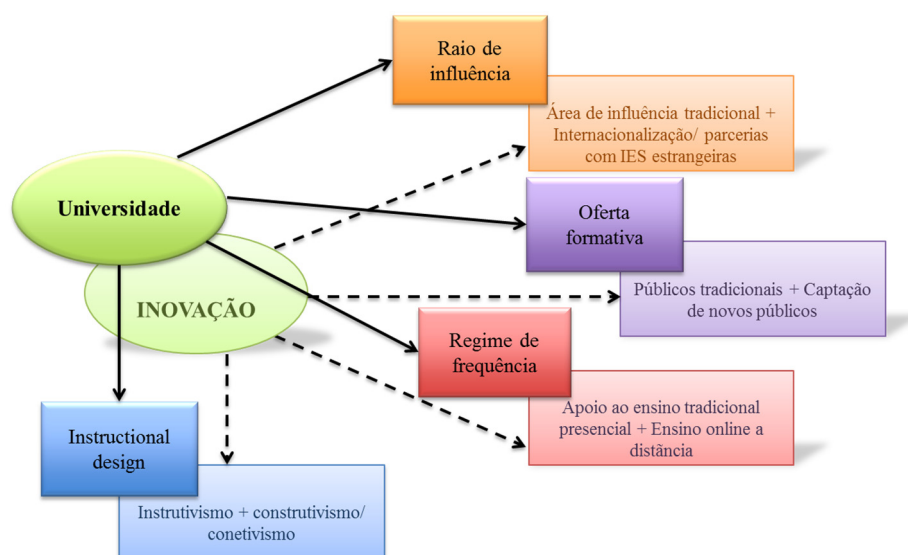 Raio de
influência
Área de influência tradicional +
Internacionalização/ parcerias
com IES estrangeiras
Universidade
Oferta
formativa
INOVAÇÃO
Públicos tradicionais + Captação
de novos públicos
Regime de
frequência
Apoio ao ensino tradicional
presencial + Ensino online a
distância
Instructional
design
Instrutivismo + construtivismo/
conetivismo